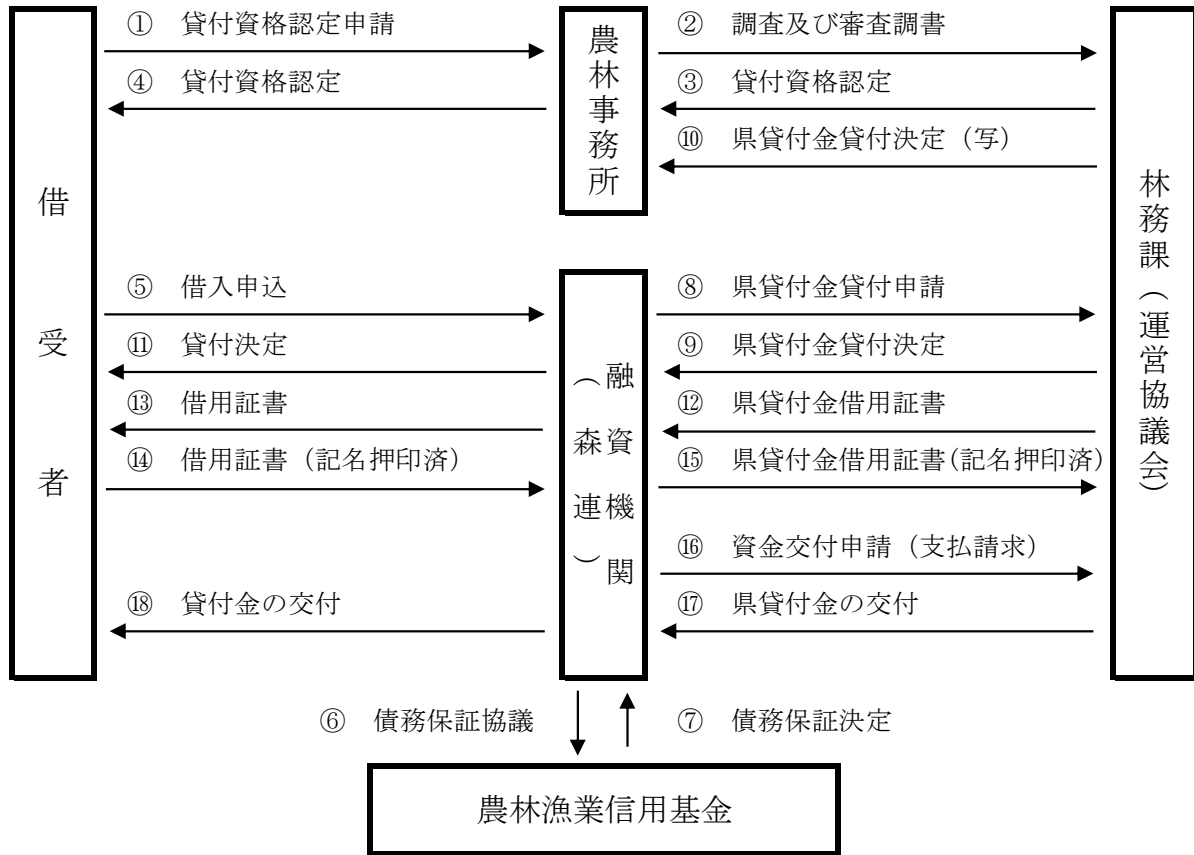 ① 貸付資格認定申請
② 調査及び審査調書
④ 貸付資格認定
③ 貸付資格認定
⑩ 県貸付金貸付決定（写）
農林事務所
借受者
林務課（運営協議会）
⑤ 借入申込
⑧ 県貸付金貸付申請
⑪ 貸付決定
⑨ 県貸付金貸付決定
⑬ 借用証書
⑫ 県貸付金借用証書
⑭ 借用証書（記名押印済）
⑮ 県貸付金借用証書（記名押印済）
融資機関
（森連）
⑯ 資金交付申請（支払請求）
⑱ 貸付金の交付
⑰ 県貸付金の交付
⑥ 債務保証協議
⑦ 債務保証決定
農林漁業信用基金